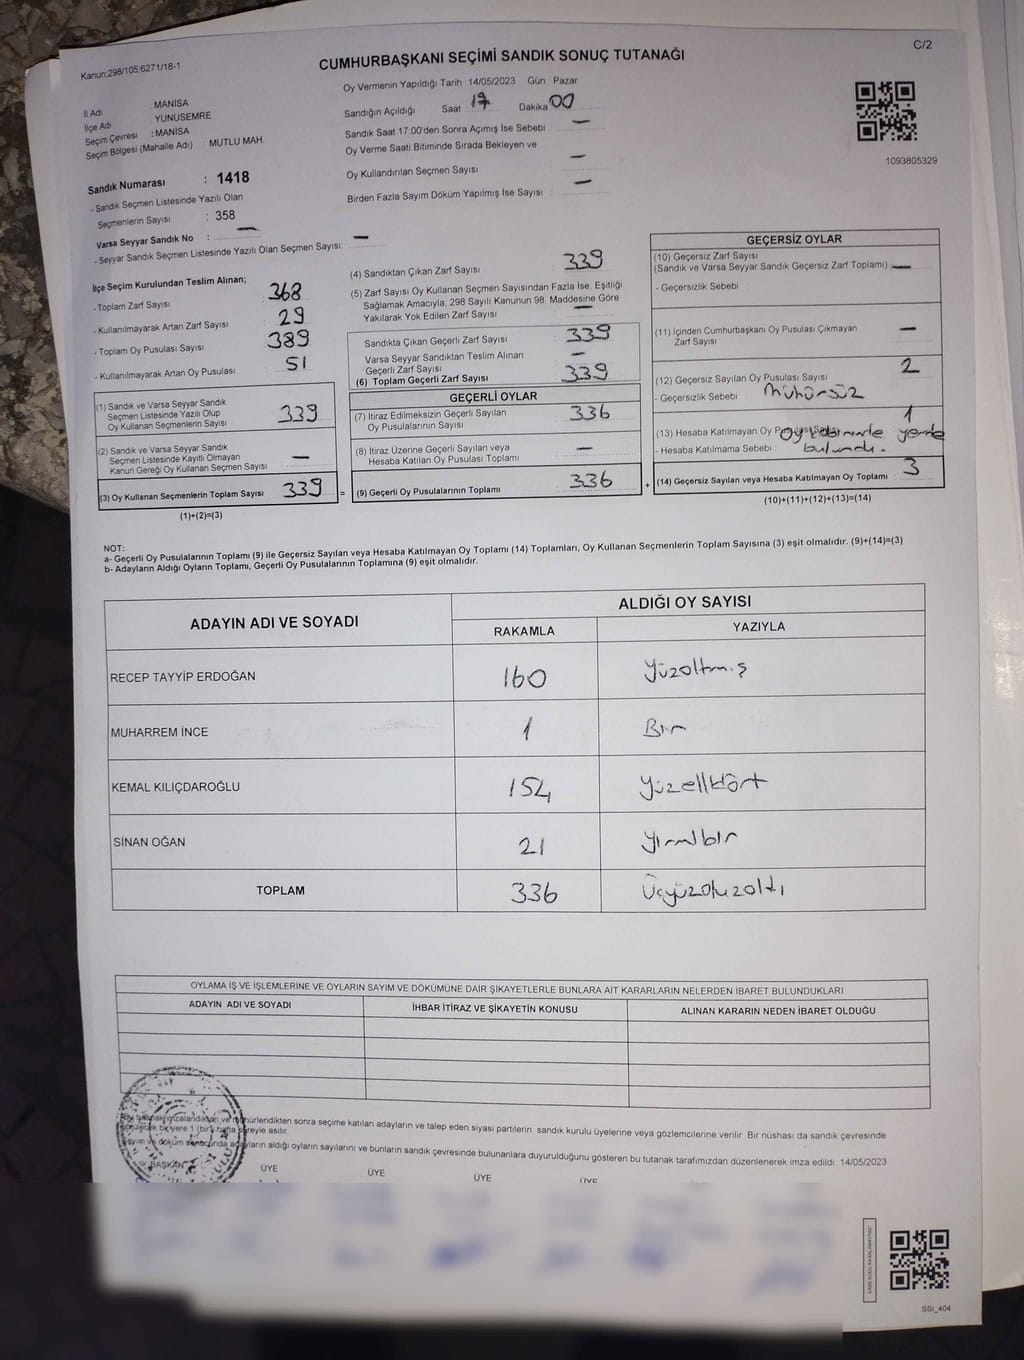 Kanun:298/105;6271/18-1
CUMHURBAŞKANI SEÇİMİ SANDIK SONUÇ TUTANAĞI
C/2
Oy Vermenin Yapıldığı Tarih :14/05/2023 Gün : Pazar
İl Adı MANİSA
İlçe Adı YUNUSEMRE
Seçim Çevresi : MANİSA
Seçim Bölgesi (Mahalle Adı) : MUTLU MAH
Sandığın Açıldığı Saat 17 Dakika 00
Sandık Saat 17:00'den Sonra Açımış İse Sebebi : —
Oy Verme Saati Bitiminde Sırada Bekleyen ve
Oy Kullandırılan Seçmen Sayısı : —
Birden Fazla Sayım Döküm Yapılmış İse Sayısı : —
1093805329
Sandık Numarası : 1418
- Sandık Seçmen Listesinde Yazılı Olan
Seçmenlerin Sayısı : 358
Varsa Seyyar Sandık No : —
- Seyyar Sandık Seçmen Listesinde Yazılı Olan Seçmen Sayısı: —
İlçe Seçim Kurulundan Teslim Alınan;
- Toplam Zarf Sayısı 368
- Kullanılmayarak Artan Zarf Sayısı 29
- Toplam Oy Pusulası Sayısı 389
- Kullanılmayarak Artan Oy Pusulası 51
(1) Sandık ve Varsa Seyyar Sandık
Seçmen Listesinde Yazılı Olup
Oy Kullanan Seçmenlerin Sayısı 339
(2) Sandık ve Varsa Seyyar Sandık
Seçmen Listesinde Kayıtlı Olmayan
Kanun Gereği Oy Kullanan Seçmen Sayısı —
(3) Oy Kullanan Seçmenlerin Toplam Sayısı 339 =
(1)+(2)=(3)
(4) Sandıktan Çıkan Zarf Sayısı 339
(5) Zarf Sayısı Oy Kullanan Seçmen Sayısından Fazla İse, Eşitliği
Sağlamak Amacıyla; 298 Sayılı Kanunun 98. Maddesine Göre
Yakılarak Yok Edilen Zarf Sayısı —
Sandıkta Çıkan Geçerli Zarf Sayısı 339
Varsa Seyyar Sandıktan Teslim Alınan
Geçerli Zarf Sayısı —
(6) Toplam Geçerli Zarf Sayısı 339
GEÇERLİ OYLAR
(7) İtiraz Edilmeksizin Geçerli Sayılan
Oy Pusulasının Sayısı 336
(8) İtiraz Üzerine Geçerli Sayılan veya
Hesaba Katılan Oy Pusulası Toplamı —
(9) Geçerli Oy Pusulalarının Toplamı 336 +
GEÇERSİZ OYLAR
(10) Geçersiz Zarf Sayısı
(Sandık ve Varsa Seyyar Sandık Geçersiz Zarf Toplamı) —
- Geçersizlik Sebebi
(11) İçinden Cumhurbaşkanı Oy Pusulası Çıkmayan
Zarf Sayısı —
(12) Geçersiz Sayılan Oy Pusulası Sayısı 2
- Geçersizlik Sebebi : Mühürsüz
(13) Hesaba Katılmayan Oy Pusulası Sayısı 1
Oy kabininde yerde
- Hesaba Katılmama Sebebi : bulundu.
(14) Geçersiz Sayılan veya Hesaba Katılmayan Oy Toplamı 3
(10)+(11)+(12)+(13)=(14)
NOT:
a- Geçerli Oy Pusulalarının Toplamı (9) ile Geçersiz Sayılan veya Hesaba Katılmayan Oy Toplamı (14) Toplamları, Oy Kullanan Seçmenlerin Toplam Sayısına (3) eşit olmalıdır. (9)+(14)=(3)
b- Adayların Aldığı Oyların Toplamı, Geçerli Oy Pusulalarının Toplamına (9) eşit olmalıdır.
ADAYIN ADI VE SOYADI ALDIĞI OY SAYISI
RAKAMLA YAZIYLA
RECEP TAYYİP ERDOĞAN 160 Yüzaltmış
MUHARREM İNCE 1 Bir
KEMAL KILIÇDAROĞLU 154 Yüzellidört
SİNAN OĞAN 21 Yirmibir
TOPLAM 336 Üçyüzotuzaltı
OYLAMA İŞ VE İŞLEMLERİNE VE OYLARIN SAYIM VE DÖKÜMÜNE DAİR ŞİKAYETLERLE BUNLARA AİT KARARLARIN NELERDEN İBARET BULUNDUKLARI
ADAYIN ADI VE SOYADI İHBAR İTİRAZ VE ŞİKAYETİN KONUSU ALINAN KARARIN NEDEN İBARET OLDUĞU
sonra seçime katılan adayların ve talep eden siyasi partilerin sandık kurulu üyelerine veya gözlemcilerine verilir. Bir nüshası da sandık çevresinde
1 (bir) hafta süreyle asılır.
aldığı oyların sayılarını ve bunların sandık çevresinde bulunanlara duyurulduğunu gösteren bu tutanak tarafımızdan düzenlenerek imza edildi. 14/05/2023
BAŞKAN ÜYE ÜYE ÜYE ÜYE
SSI_404